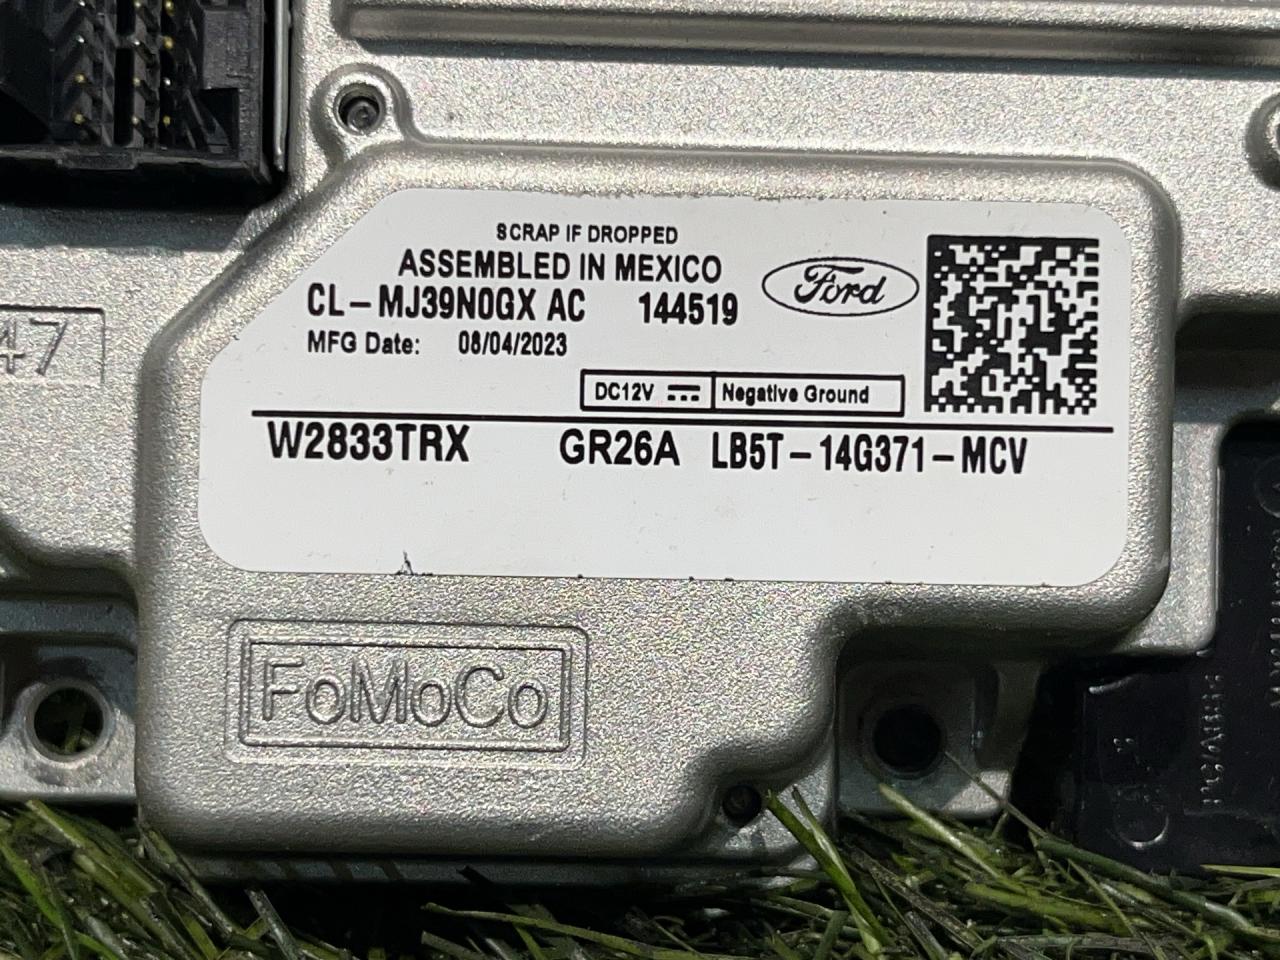 SCRAP IF DROPPED
ASSEMBLED IN MEXICO
CL-MJ39N0GX AC 144519
Ford
MFG Date: 08/04/2023
DC12V Negative Ground
W2833TRX GR26A LB5T-14G371-MCV
47
FoMoCo